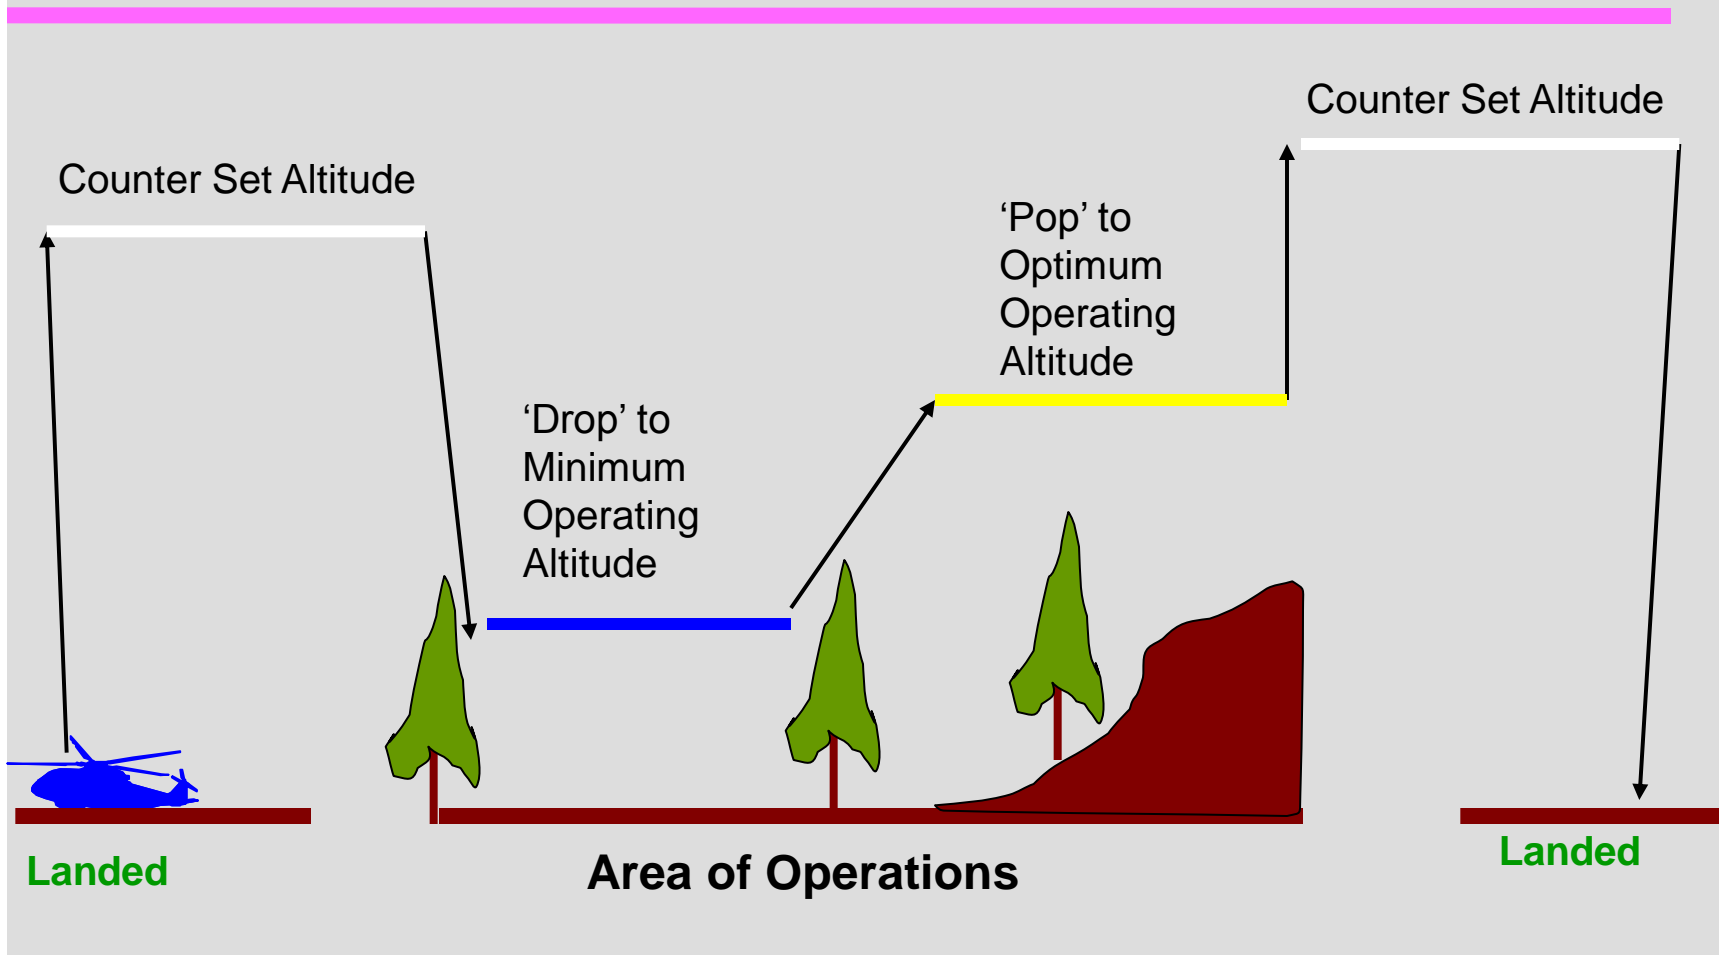 Counter Set Altitude
Counter Set Altitude
‘Pop’ to
Optimum
Operating
Altitude
‘Drop’ to
Minimum
Operating
Altitude
Landed
Area of Operations
Landed